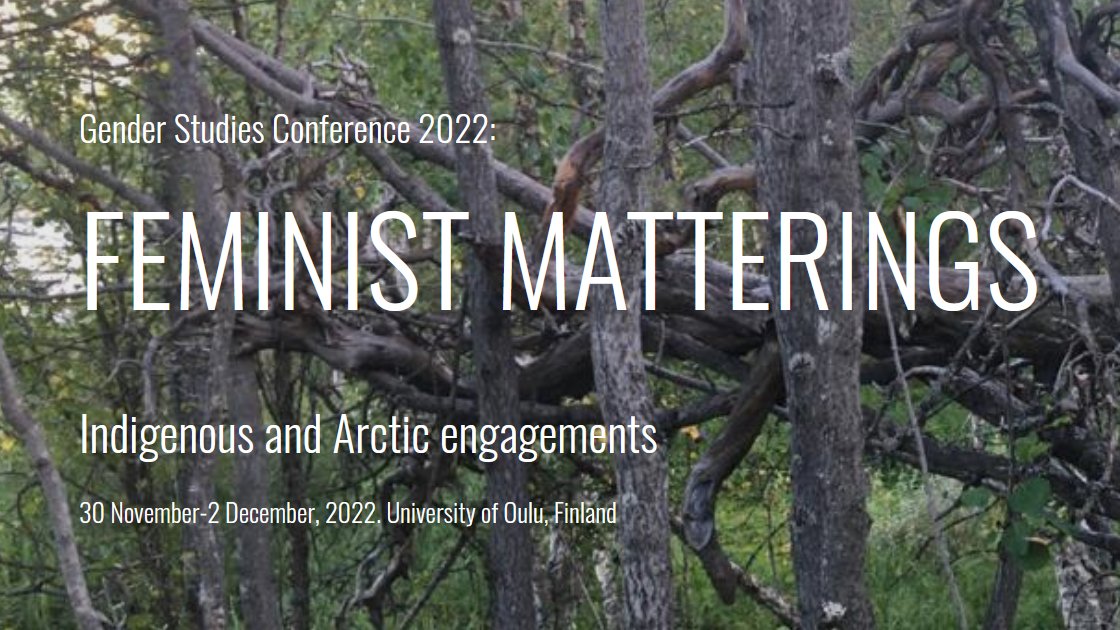 Gender Studies Conference 2022:
FEMINIST MATTERINGS
Indigenous and Arctic engagements
30 November-2 December, 2022. University of Oulu, Finland